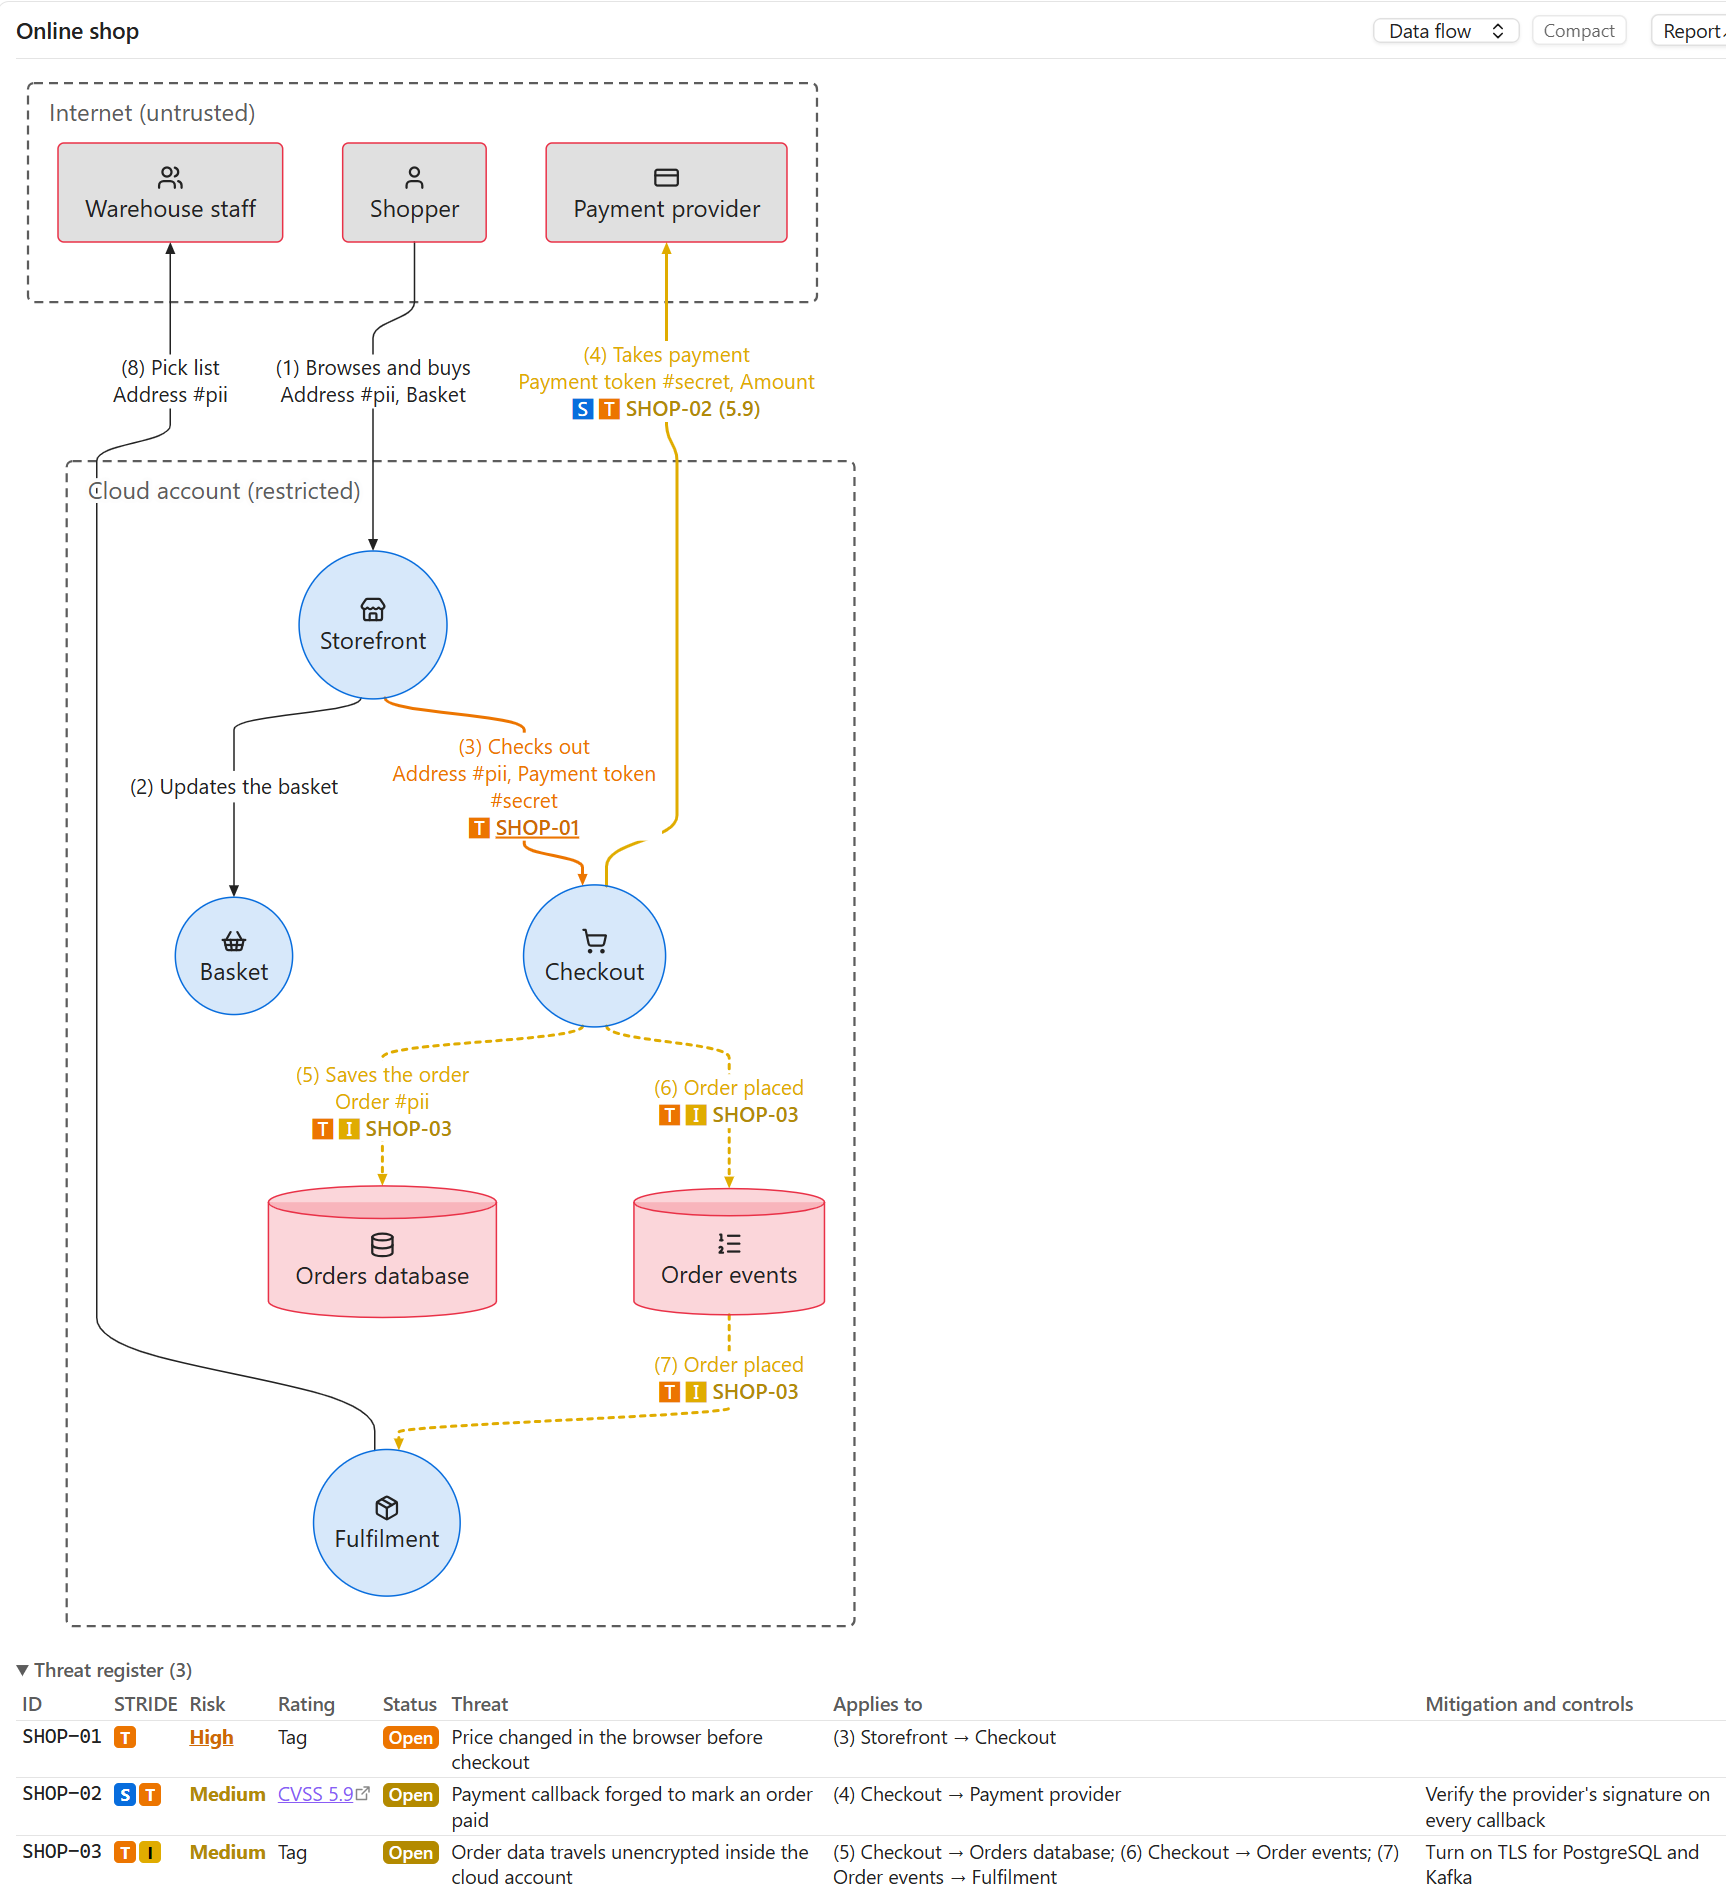 Online shop
Data flow
Compact
Report
Internet (untrusted)
Warehouse staff
Shopper
Payment provider
(8) Pick list
Address #pii
(1) Browses and buys
Address #pii, Basket
(4) Takes payment
Payment token #secret, Amount
S T SHOP-02 (5.9)
Cloud account (restricted)
Storefront
(2) Updates the basket
(3) Checks out
Address #pii, Payment token
#secret
T SHOP-01
Basket
Checkout
(5) Saves the order
Order #pii
T I SHOP-03
(6) Order placed
T I SHOP-03
Orders database
Order events
(7) Order placed
T I SHOP-03
Fulfilment
Threat register (3)
ID STRIDE Risk Rating Status Threat Applies to Mitigation and controls
SHOP-01 T High Tag Open Price changed in the browser before (3) Storefront → Checkout
checkout
SHOP-02 S T Medium CVSS 5.9 Open Payment callback forged to mark an order (4) Checkout → Payment provider Verify the provider's signature on
paid every callback
SHOP-03 T I Medium Tag Open Order data travels unencrypted inside the (5) Checkout → Orders database; (6) Checkout → Order events; (7) Turn on TLS for PostgreSQL and
cloud account Order events → Fulfilment Kafka